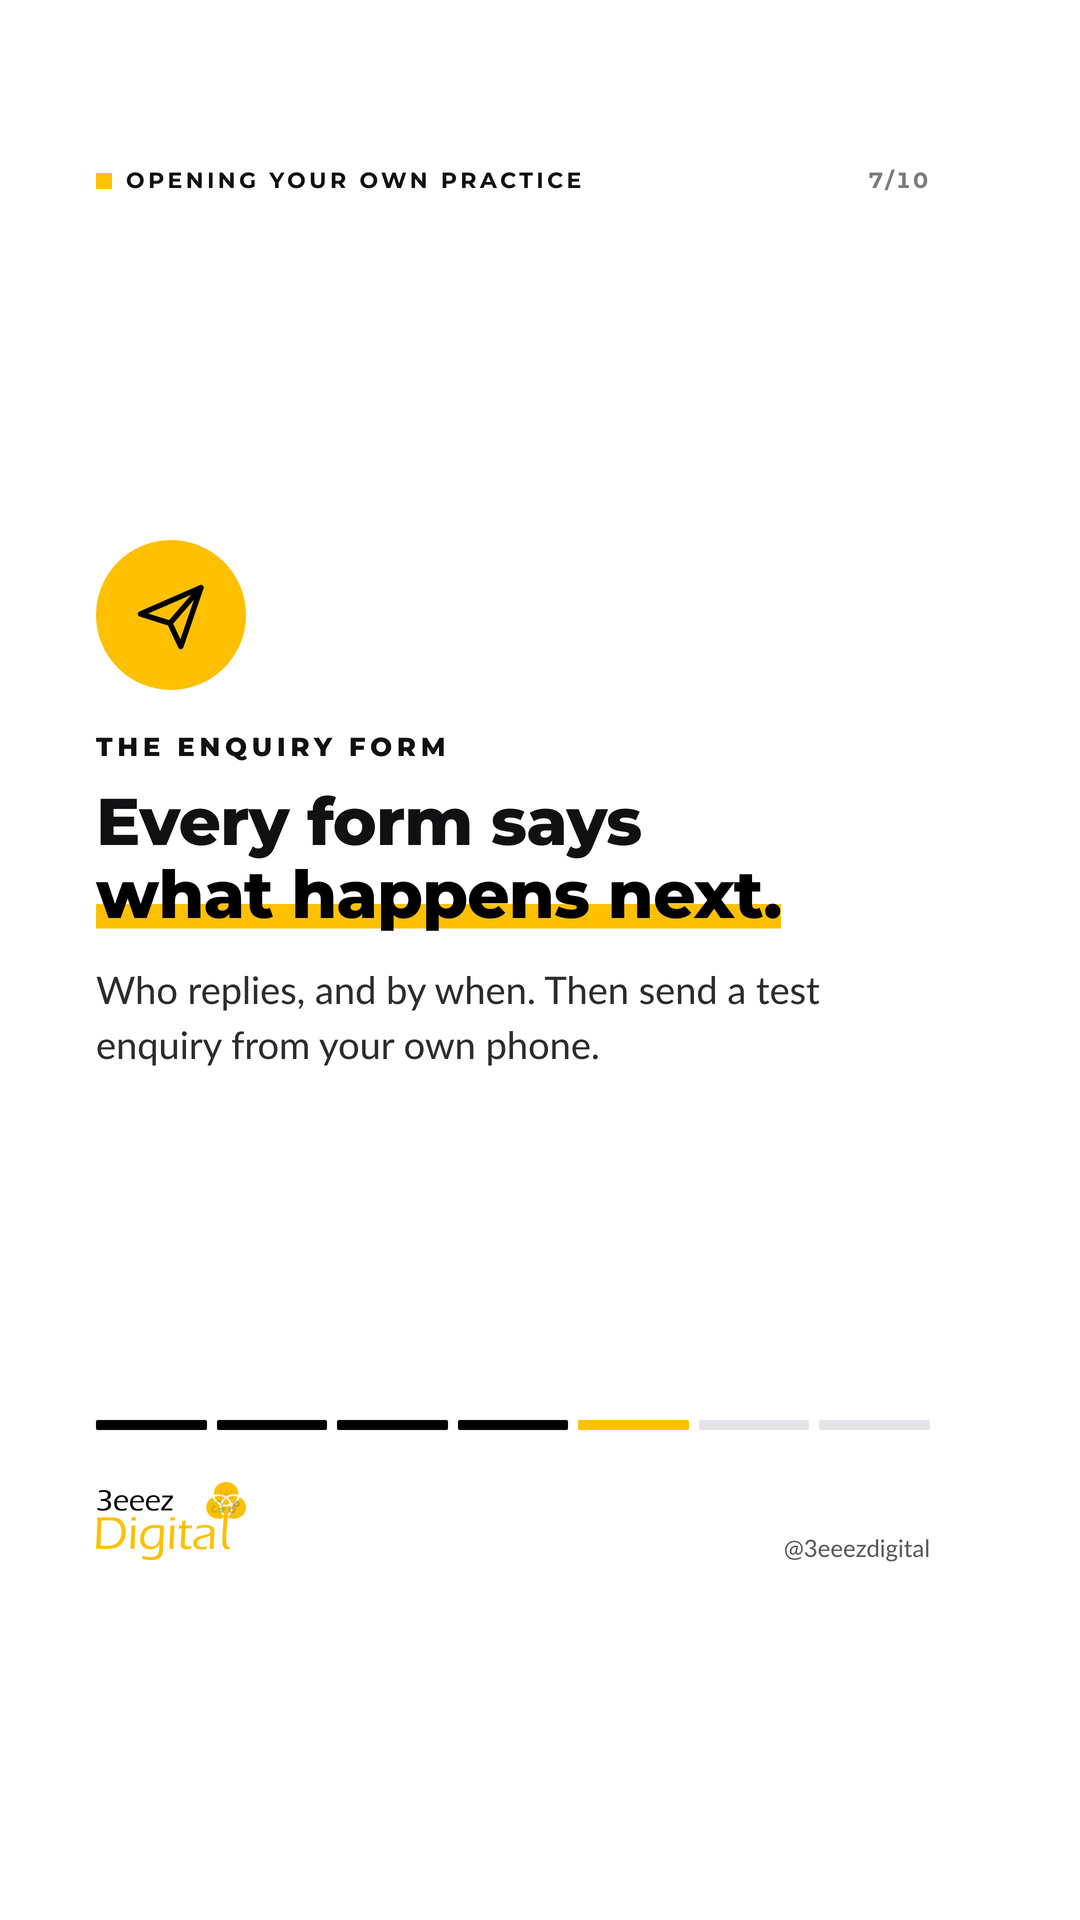 OPENING YOUR OWN PRACTICE
7/10
THE ENQUIRY FORM
Every form says
what happens next.
Who replies, and by when. Then send a test
enquiry from your own phone.
3eeez
Digital
@3eeezdigital